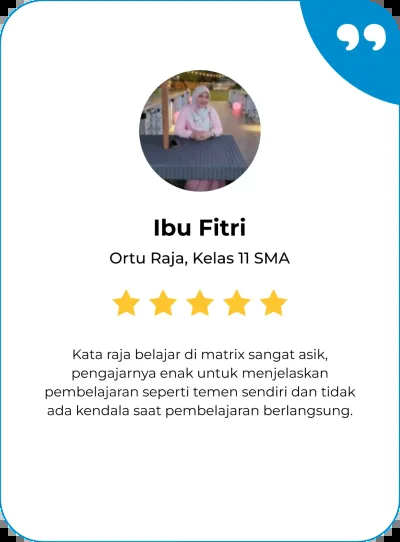 Ibu Fitri
Ortu Raja, Kelas 11 SMA
Kata raja belajar di matrix sangat asik,
pengajarnya enak untuk menjelaskan
pembelajaran seperti temen sendiri dan tidak
ada kendala saat pembelajaran berlangsung.